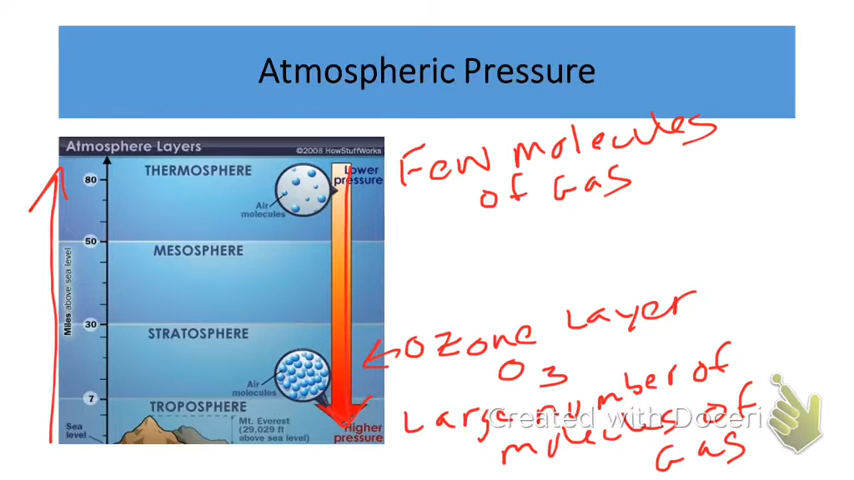 Atmospheric Pressure
Atmosphere Layers
©2008 HowStuffWorks
THERMOSPHERE
Lower
pressure
80
Air
molecules
Few molecules
of Gas
50
MESOSPHERE
Miles above sea level
30
STRATOSPHERE
Ozone Layer
O3
Air
molecules
7
TROPOSPHERE
Large number of
molecules of
Gas
Sea
level
Mt. Everest
(29,029 ft
above sea level)
Higher
pressure
Created with Doceri